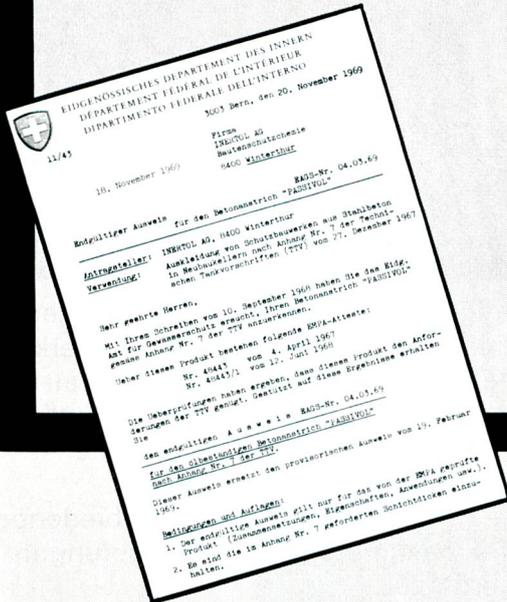 EIDGENÖSSISCHES DEPARTEMENT DES INNERN
DÉPARTEMENT FÉDÉRAL DE L'INTÉRIEUR
DIPARTIMENTO FEDERALE DELL'INTERNO
11/43
3003 Bern, den 20. November 1969
Firma
INERTOL AG
Bautenschutzchemie
8400 Winterthur
18. November 1969
EAGS-Nr. 04.03.69
Endgültiger Ausweis für den Betonanstrich "PASSIVOL"
Antragsteller: INERTOL AG, 8400 Winterthur
Verwendung: Auskleidung von Schutzbauwerken aus Stahlbeton
in Neubaukellern nach Anhang Nr. 7 der Techni-
schen Tankvorschriften (TTV) vom 27. Dezember 1967
Sehr geehrte Herren,
Mit Ihrem Schreiben vom 10. September 1968 haben Sie das Eidg.
Amt für Gewässerschutz ersucht, Ihren Betonanstrich "PASSIVOL"
gemäss Anhang Nr. 7 der TTV anzuerkennen.
Ueber dieses Produkt bestehen folgende EMPA-Atteste:
Nr. 48443 vom 4. April 1967
Nr. 48443/1 vom 12. Juni 1968
Die Ueberprüfungen haben ergeben, dass dieses Produkt den Anfor-
derungen der TTV genügt. Gestützt auf diese Ergebnisse erhalten
Sie
den endgültigen A u s w e i s EAGS-Nr. 04.03.69
für den ölbeständigen Betonanstrich "PASSIVOL"
nach Anhang Nr. 7 der TTV.
Dieser Ausweis ersetzt den provisorischen Ausweis vom 19. Februar
1969.
Bedingungen und Auflagen:
1. Der endgültige Ausweis gilt nur für das von der EMPA geprüfte
Produkt (Zusammensetzungen, Eigenschaften, Anwendungen usw.).
2. Es sind die im Anhang Nr. 7 geforderten Schichtdicken einzu-
halten.